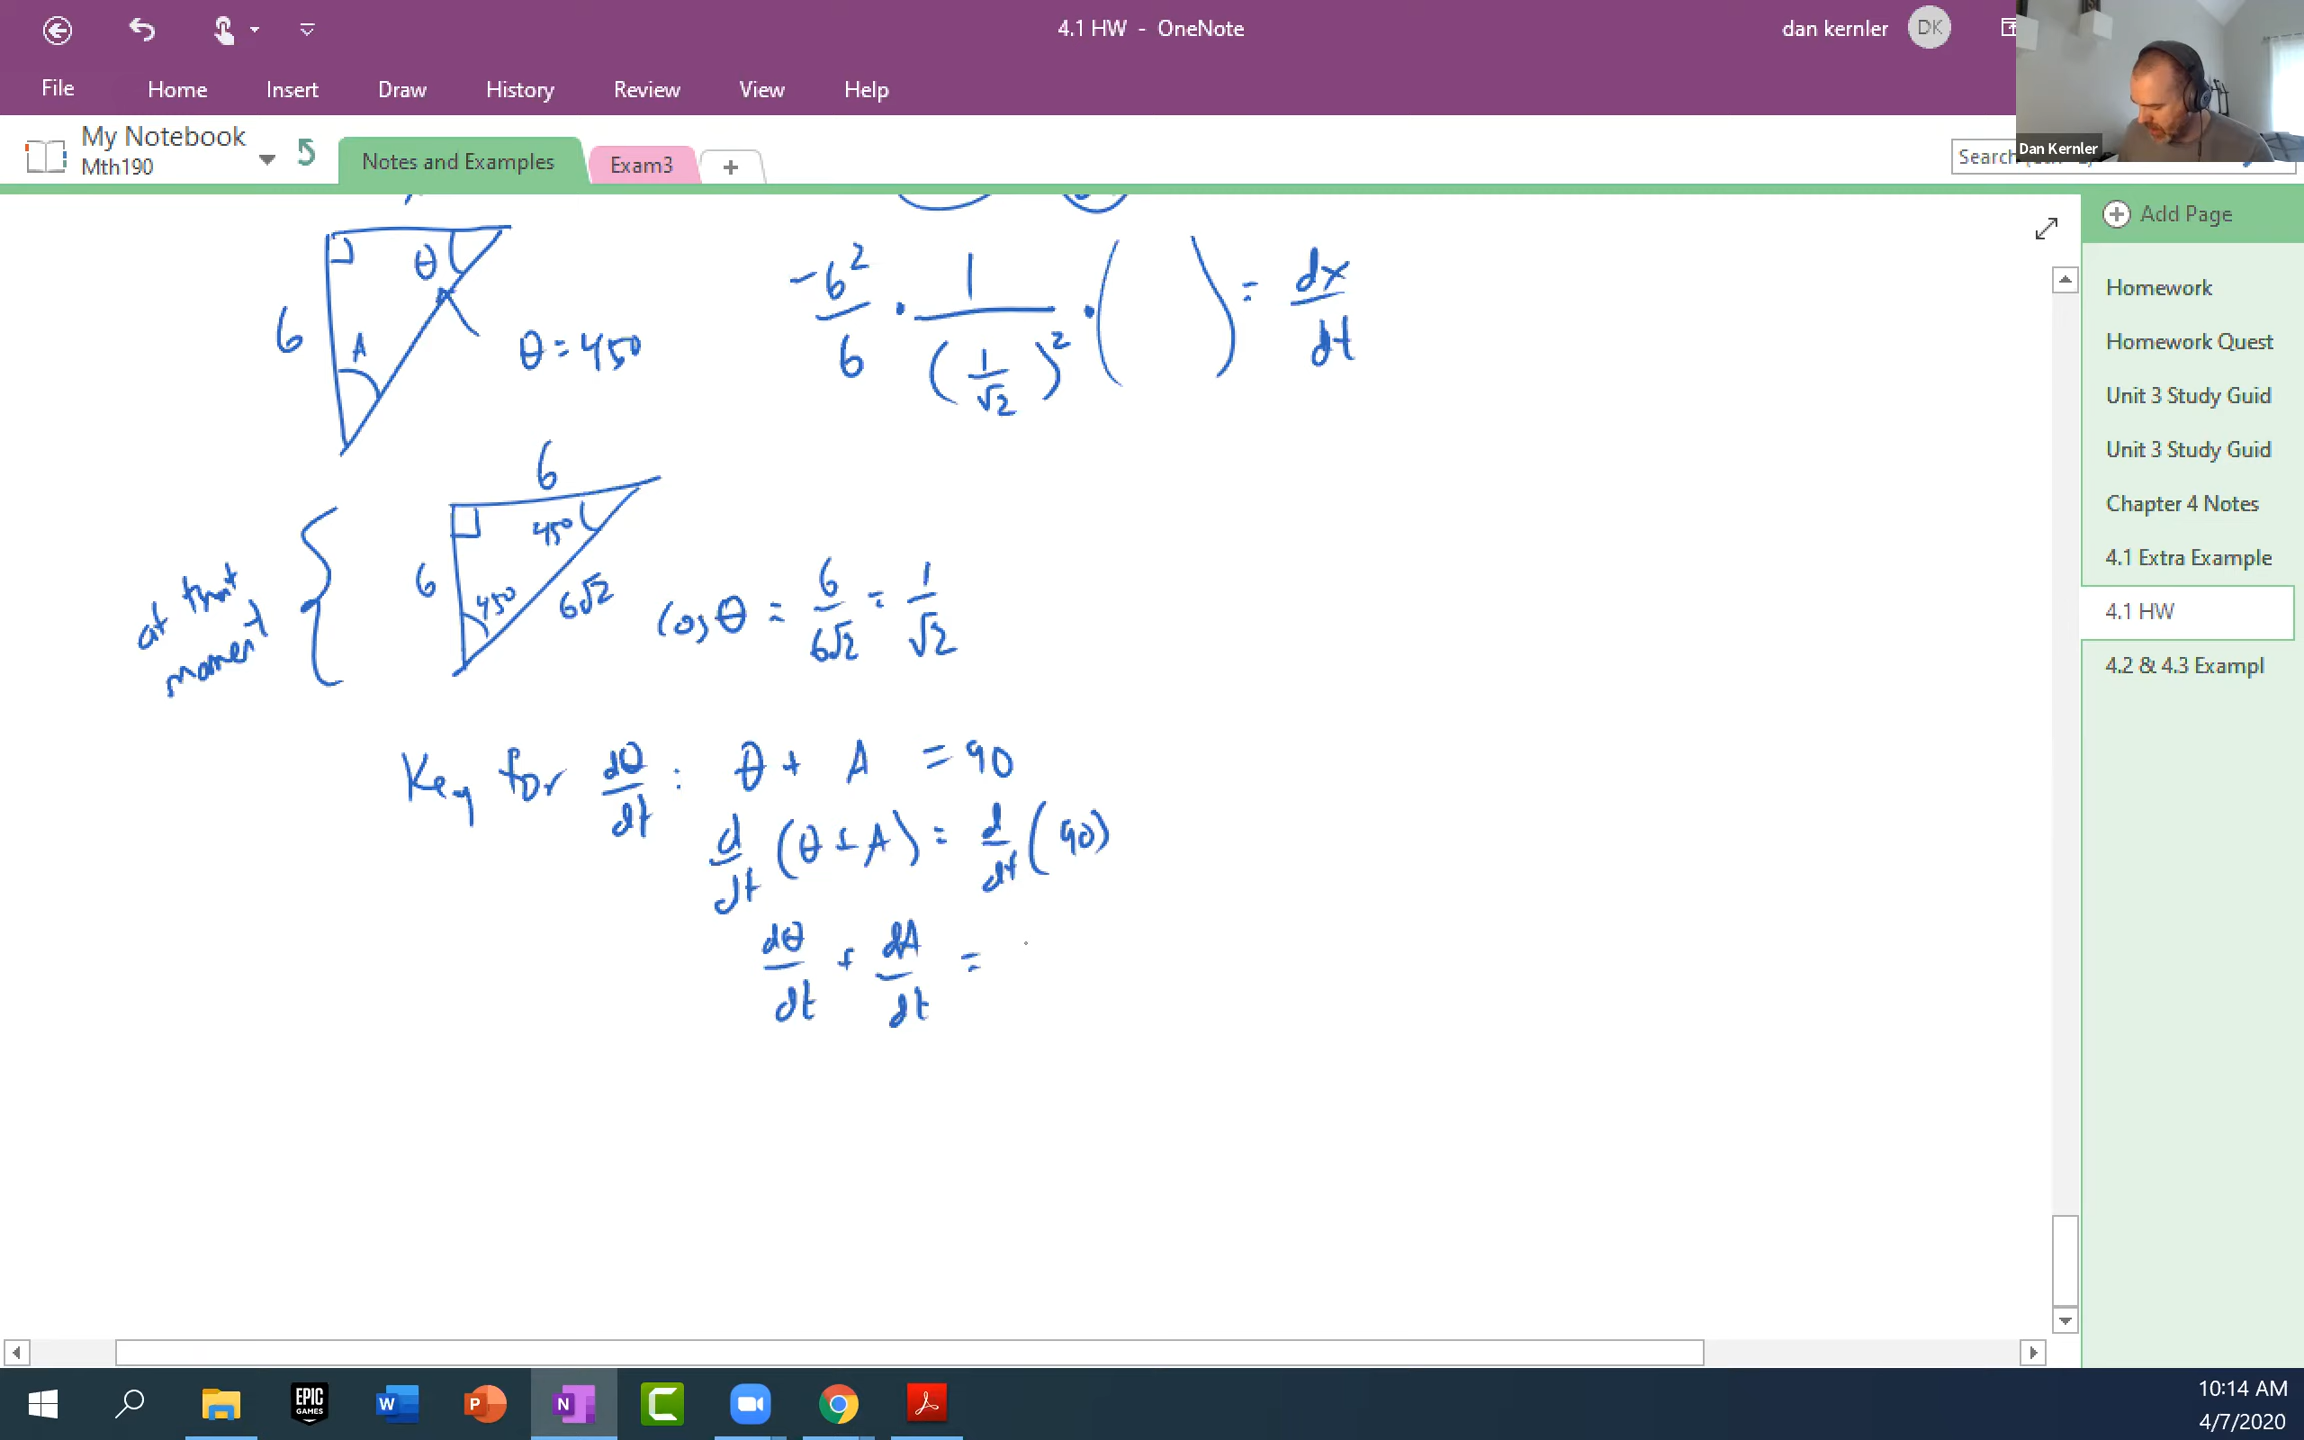 4.1 HW - OneNote
dan kernler DK
File Home Insert Draw History Review View Help
My Notebook
Mth190
Notes and Examples
Exam3
+
Search
Dan Kernler
Add Page
Homework
Homework Quest
Unit 3 Study Guid
Unit 3 Study Guid
Chapter 4 Notes
4.1 Extra Example
4.1 HW
4.2 & 4.3 Exampl
θ
6
A
θ = 45°
-6²/6 · 1/(1/√2)² · ( ) = dx/dt
6
45°
6
45°
6√2
at that
moment
cos θ = 6/6√2 = 1/√2
Key for dθ/dt : θ + A = 90
d/dt (θ + A) = d/dt (90)
dθ/dt + dA/dt =
EPIC
GAMES
W
P
N
10:14 AM
4/7/2020